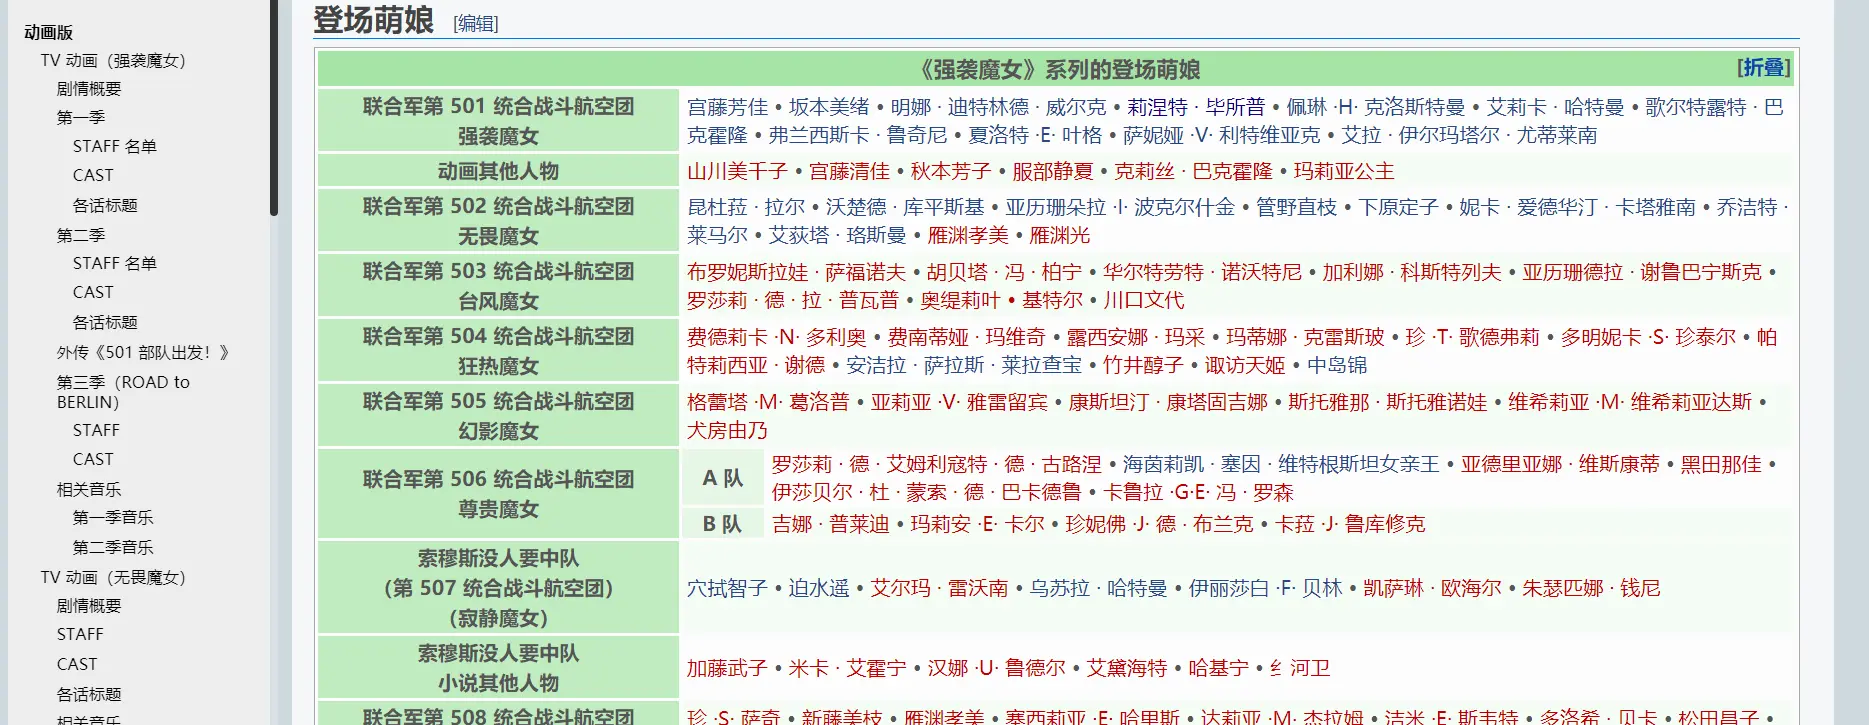 动画版
TV 动画（强袭魔女）
剧情概要
第一季
STAFF 名单
CAST
各话标题
第二季
STAFF 名单
CAST
各话标题
外传《501 部队出发！》
第三季（ROAD to
BERLIN）
STAFF
CAST
相关音乐
第一季音乐
第二季音乐
TV 动画（无畏魔女）
剧情概要
STAFF
CAST
各话标题
相关音乐
登场萌娘 [编辑]
《强袭魔女》系列的登场萌娘 [折叠]
联合军第 501 统合战斗航空团
强袭魔女
宫藤芳佳 • 坂本美绪 • 明娜 · 迪特林德 · 威尔克 • 莉涅特 · 毕所普 • 佩琳 ·H· 克洛斯特曼 • 艾莉卡 · 哈特曼 • 歌尔特露特 · 巴
克霍隆 • 弗兰西斯卡 · 鲁奇尼 • 夏洛特 ·E· 叶格 • 萨妮娅 ·V· 利特维亚克 • 艾拉 · 伊尔玛塔尔 · 尤蒂莱南
动画其他人物
山川美千子 • 宫藤清佳 • 秋本芳子 • 服部静夏 • 克莉丝 · 巴克霍隆 • 玛莉亚公主
联合军第 502 统合战斗航空团
无畏魔女
昆杜菈 · 拉尔 • 沃楚德 · 库平斯基 • 亚历珊朵拉 ·I· 波克尔什金 • 管野直枝 • 下原定子 • 妮卡 · 爱德华汀 · 卡塔雅南 • 乔洁特 ·
莱马尔 • 艾荻塔 · 珞斯曼 • 雁渊孝美 • 雁渊光
联合军第 503 统合战斗航空团
台风魔女
布罗妮斯拉娃 · 萨福诺夫 • 胡贝塔 · 冯 · 柏宁 • 华尔特劳特 · 诺沃特尼 • 加利娜 · 科斯特列夫 • 亚历珊德拉 · 谢鲁巴宁斯克 •
罗莎莉 · 德 · 拉 · 普瓦普 • 奥缇莉叶 • 基特尔 • 川口文代
联合军第 504 统合战斗航空团
狂热魔女
费德莉卡 ·N· 多利奥 • 费南蒂娅 · 玛维奇 • 露西安娜 · 玛采 • 玛蒂娜 · 克雷斯玻 • 珍 ·T· 歌德弗莉 • 多明妮卡 ·S· 珍泰尔 • 帕
特莉西亚 · 谢德 • 安洁拉 · 萨拉斯 · 莱拉查宝 • 竹井醇子 • 诹访天姬 • 中岛锦
联合军第 505 统合战斗航空团
幻影魔女
格蕾塔 ·M· 葛洛普 • 亚莉亚 ·V· 雅雷留宾 • 康斯坦汀 · 康塔固吉娜 • 斯托雅那 · 斯托雅诺娃 • 维希莉亚 ·M· 维希莉亚达斯 •
犬房由乃
联合军第 506 统合战斗航空团
尊贵魔女
A 队
罗莎莉 · 德 · 艾姆利寇特 · 德 · 古路涅 • 海茵莉凯 · 塞因 · 维特根斯坦女亲王 • 亚德里亚娜 · 维斯康蒂 • 黑田那佳 •
伊莎贝尔 · 杜 · 蒙索 · 德 · 巴卡德鲁 • 卡鲁拉 ·G·E· 冯 · 罗森
B 队
吉娜 · 普莱迪 • 玛莉安 ·E· 卡尔 • 珍妮佛 ·J· 德 · 布兰克 • 卡菈 ·J· 鲁库修克
索穆斯没人要中队
（第 507 统合战斗航空团）
（寂静魔女）
穴拭智子 • 迫水遥 • 艾尔玛 · 雷沃南 • 乌苏拉 · 哈特曼 • 伊丽莎白 ·F· 贝林 • 凯萨琳 · 欧海尔 • 朱瑟匹娜 · 钱尼
索穆斯没人要中队
小说其他人物
加藤武子 • 米卡 · 艾霍宁 • 汉娜 ·U· 鲁德尔 • 艾黛海特 • 哈基宁 • 纟 河卫
联合军第 508 统合战斗航空团
珍 ·S· 萨奇 • 新藤美枝 • 雁渊孝美 • 塞西莉亚 ·E· 哈里斯 • 达莉亚 ·M· 杰拉姆 • 洁米 ·E· 斯韦特 • 多洛希 · 贝卡 • 松田昌子 •